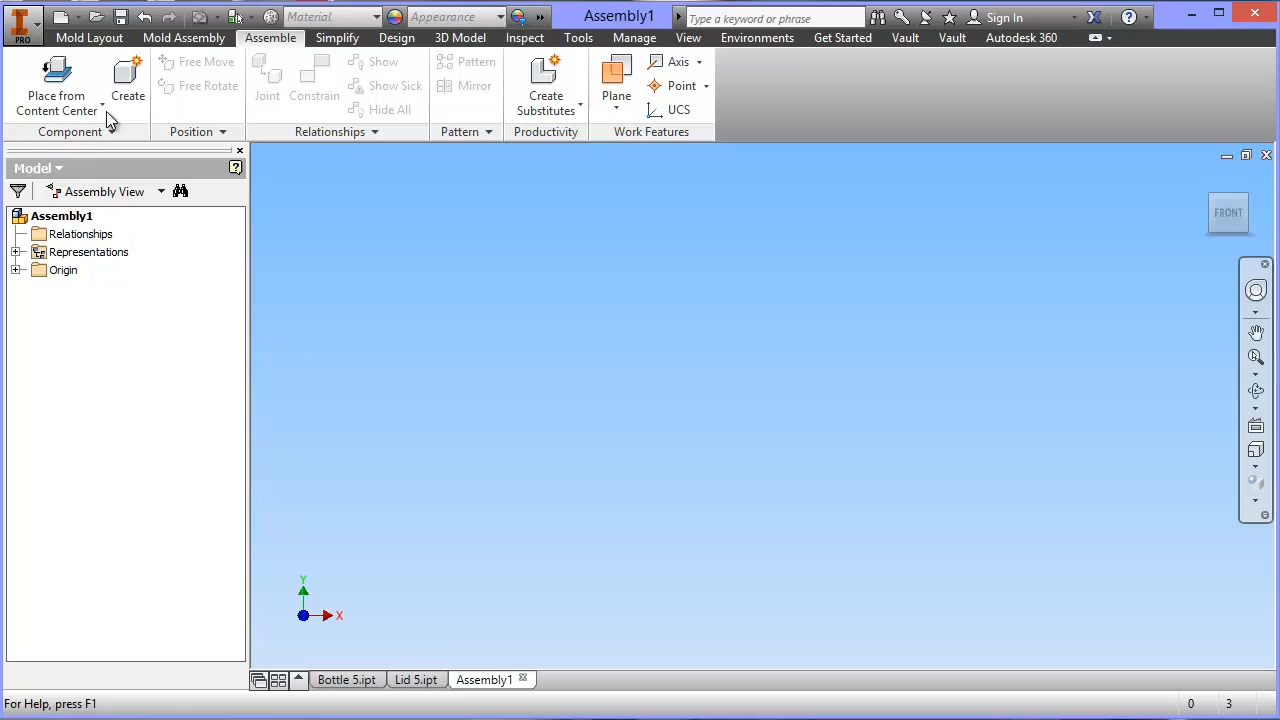 PRO
Material
Appearance
Assembly1
Type a keyword or phrase
Sign In
Mold Layout
Mold Assembly
Assemble
Simplify
Design
3D Model
Inspect
Tools
Manage
View
Environments
Get Started
Vault
Vault
Autodesk 360
Place from
Content Center
Create
Component
Free Move
Free Rotate
Position
Joint
Constrain
Show
Show Sick
Hide All
Relationships
Pattern
Mirror
Pattern
Create
Substitutes
Productivity
Plane
Axis
Point
UCS
Work Features
Model
Assembly View
Assembly1
Relationships
Representations
Origin
FRONT
Y
X
Bottle 5.ipt
Lid 5.ipt
Assembly1
For Help, press F1
0
3